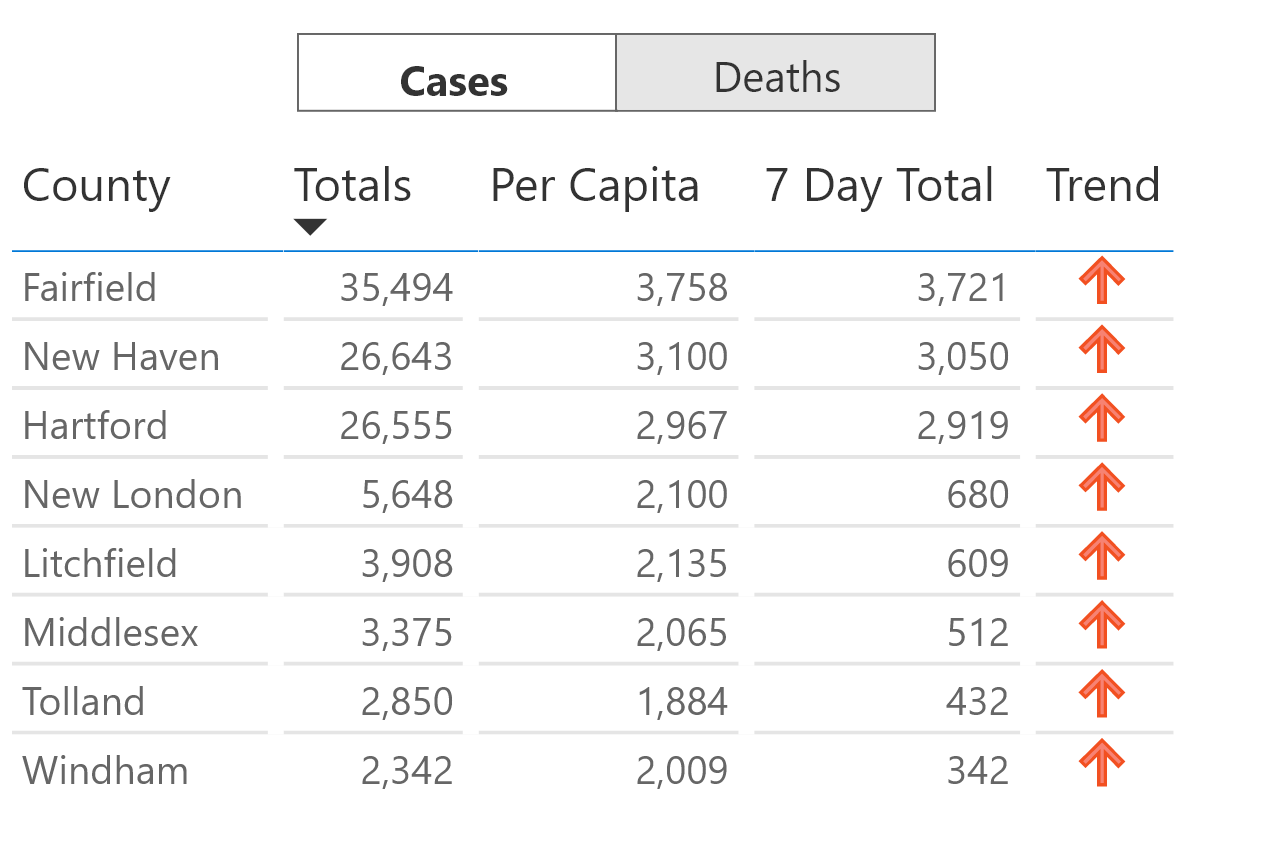 Cases Deaths
County Totals Per Capita 7 Day Total Trend
Fairfield 35,494 3,758 3,721
New Haven 26,643 3,100 3,050
Hartford 26,555 2,967 2,919
New London 5,648 2,100 680
Litchfield 3,908 2,135 609
Middlesex 3,375 2,065 512
Tolland 2,850 1,884 432
Windham 2,342 2,009 342